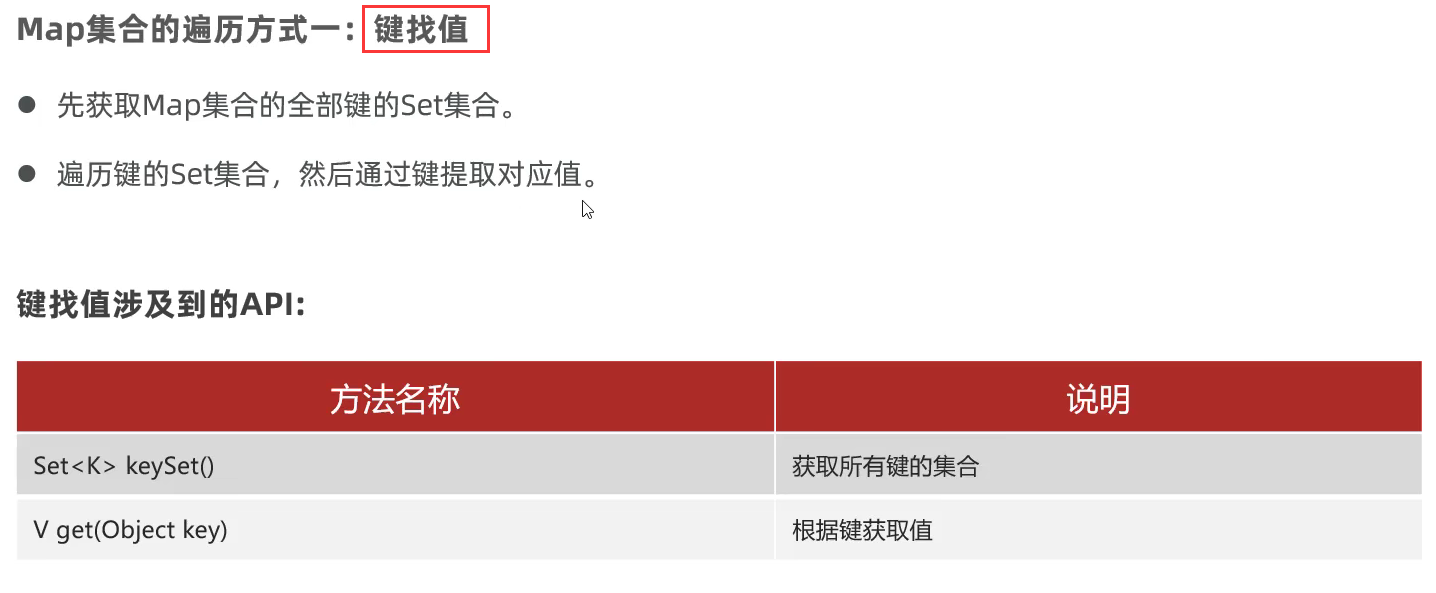 Map集合的遍历方式一：键找值
先获取Map集合的全部键的Set集合。
遍历键的Set集合，然后通过键提取对应值。
键找值涉及到的API:
方法名称 说明
Set<K> keySet() 获取所有键的集合
V get(Object key) 根据键获取值